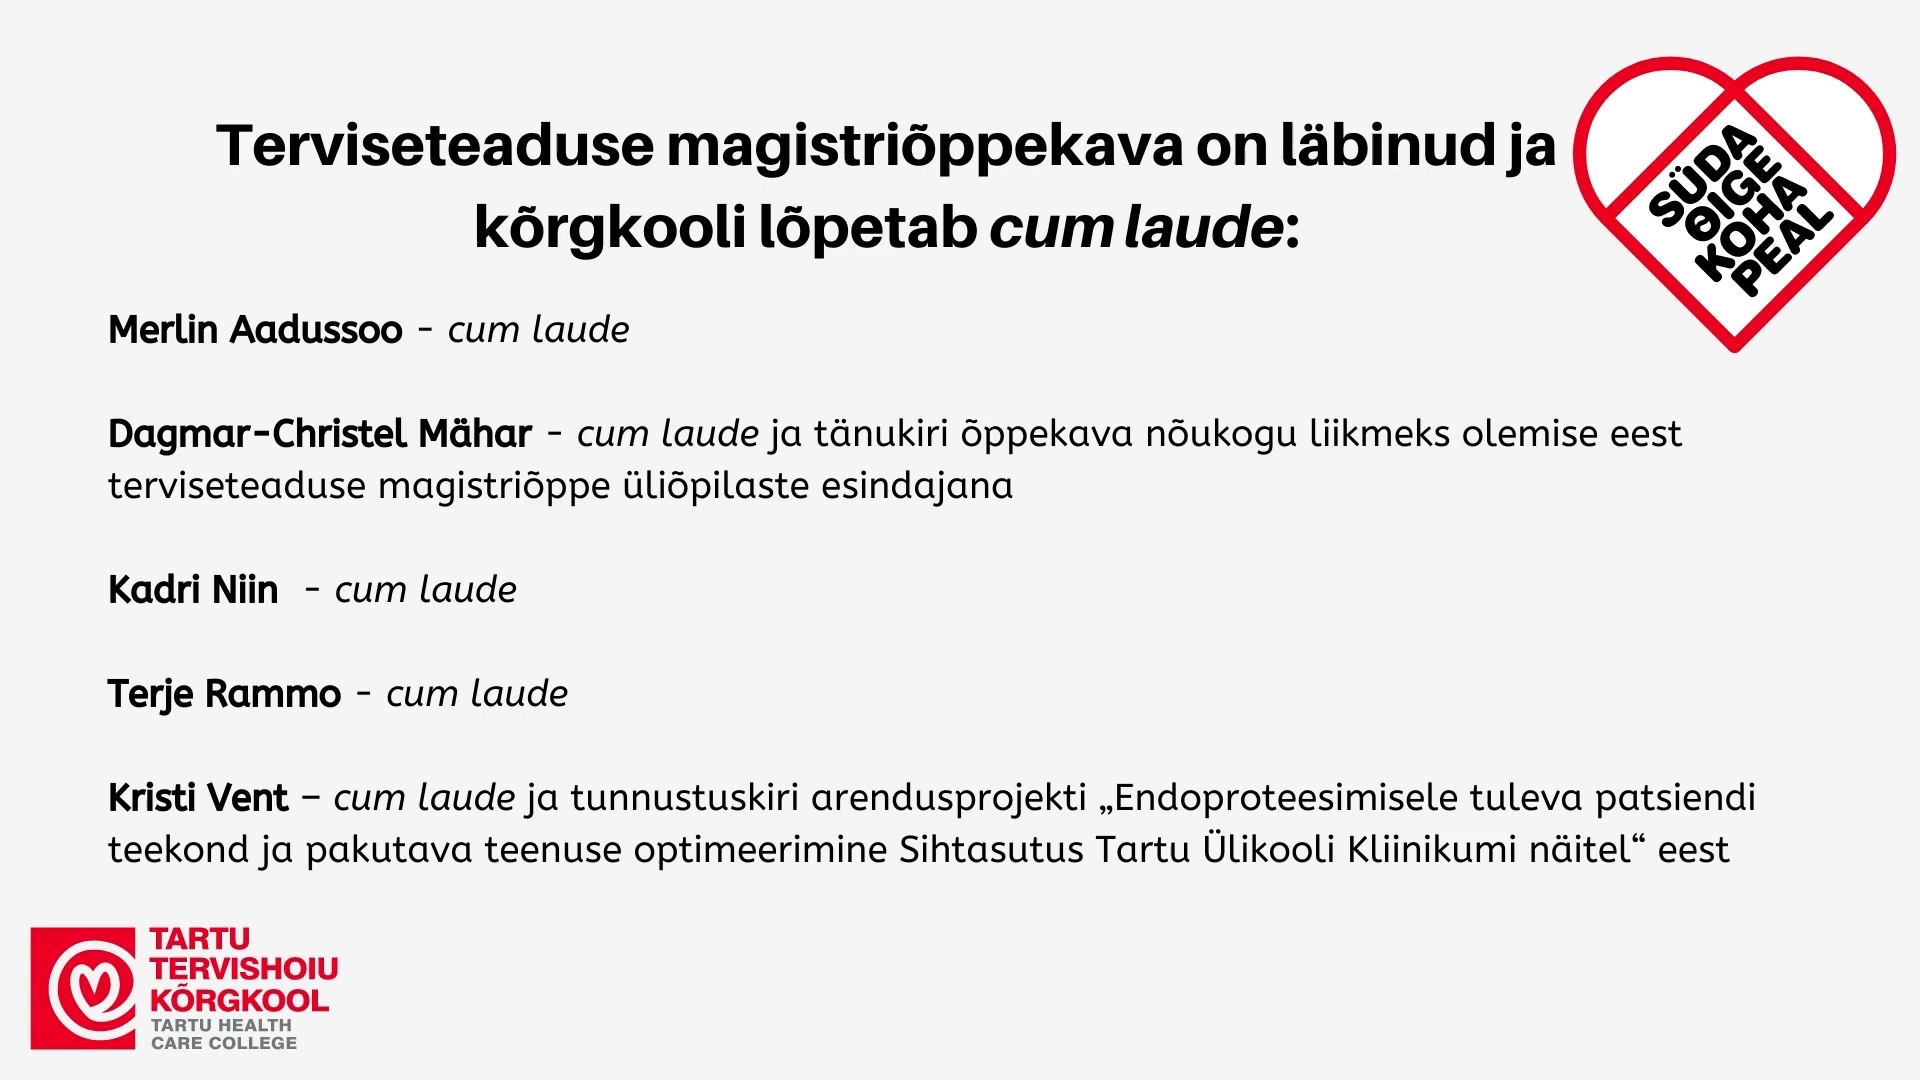 Terviseteaduse magistriõppekava on läbinud ja
kõrgkooli lõpetab cum laude:
SÜDA
ÕIGE
KOHA
PEAL
Merlin Aadussoo - cum laude
Dagmar-Christel Mähar - cum laude ja tänukiri õppekava nõukogu liikmeks olemise eest
terviseteaduse magistriõppe üliõpilaste esindajana
Kadri Niin - cum laude
Terje Rammo - cum laude
Kristi Vent – cum laude ja tunnustuskiri arendusprojekti „Endoproteesimisele tuleva patsiendi
teekond ja pakutava teenuse optimeerimine Sihtasutus Tartu Ülikooli Kliinikumi näitel“ eest
TARTU
TERVISHOIU
KÕRGKOOL
TARTU HEALTH
CARE COLLEGE